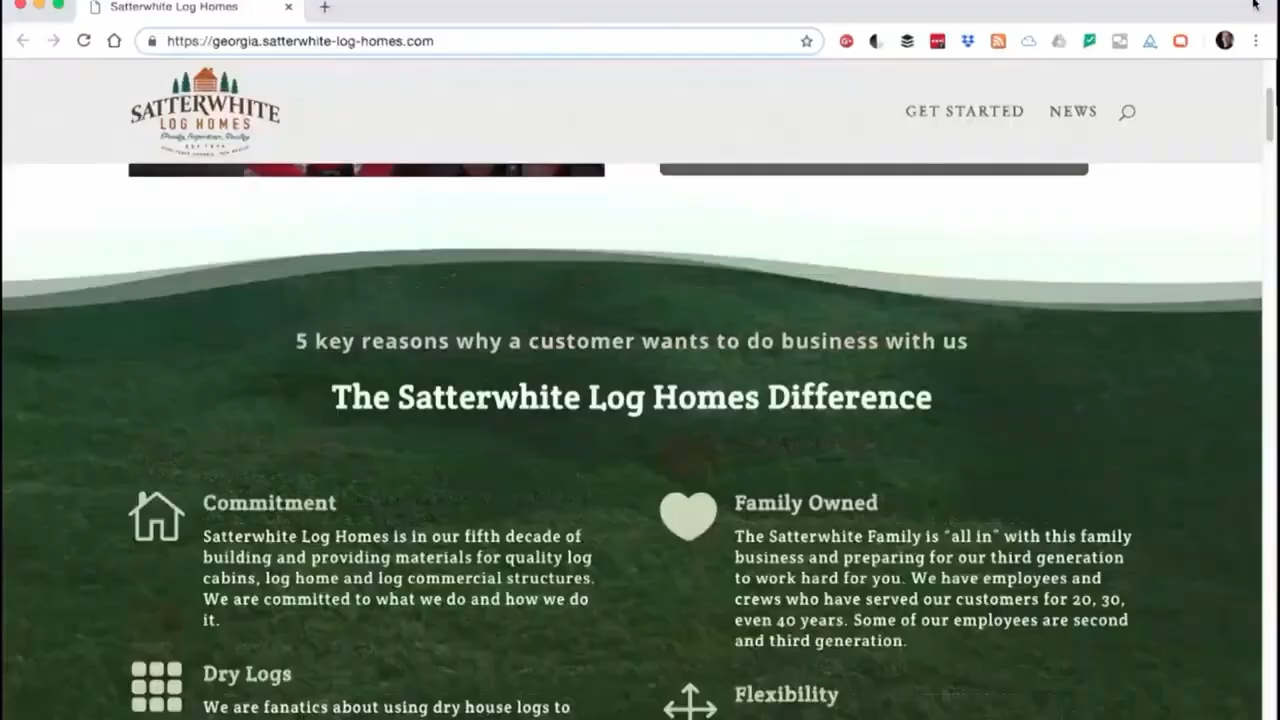 Satterwhite Log Homes
https://georgia.satterwhite-log-homes.com
SATTERWHITE
LOG HOMES
GET STARTED
NEWS
5 key reasons why a customer wants to do business with us
The Satterwhite Log Homes Difference
Commitment
Satterwhite Log Homes is in our fifth decade of
building and providing materials for quality log
cabins, log home and log commercial structures.
We are committed to what we do and how we do
it.
Family Owned
The Satterwhite Family is "all in" with this family
business and preparing for our third generation
to work hard for you. We have employees and
crews who have served our customers for 20, 30,
even 40 years. Some of our employees are second
and third generation.
Dry Logs
We are fanatics about using dry house logs to
Flexibility